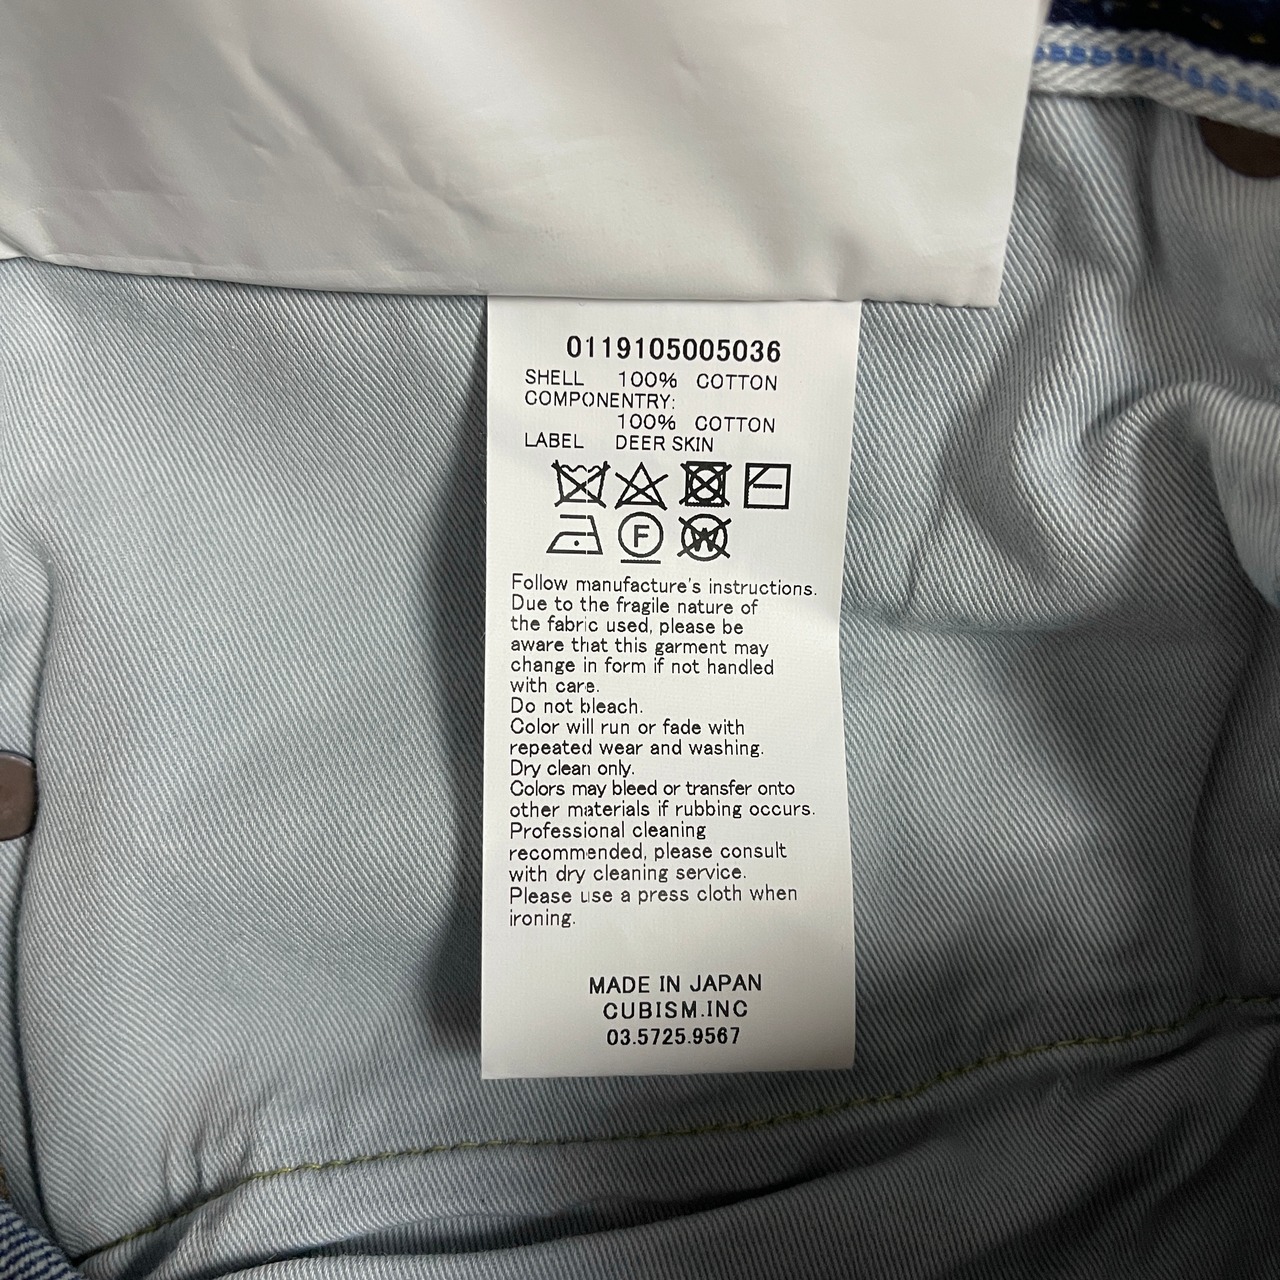 0119105005036
SHELL 100% COTTON
COMPONENTRY:
100% COTTON
LABEL DEER SKIN
F W
Follow manufacture's instructions.
Due to the fragile nature of
the fabric used, please be
aware that this garment may
change in form if not handled
with care.
Do not bleach.
Color will run or fade with
repeated wear and washing.
Dry clean only.
Colors may bleed or transfer onto
other materials if rubbing occurs.
Professional cleaning
recommended, please consult
with dry cleaning service.
Please use a press cloth when
ironing.
MADE IN JAPAN
CUBISM.INC
03.5725.9567